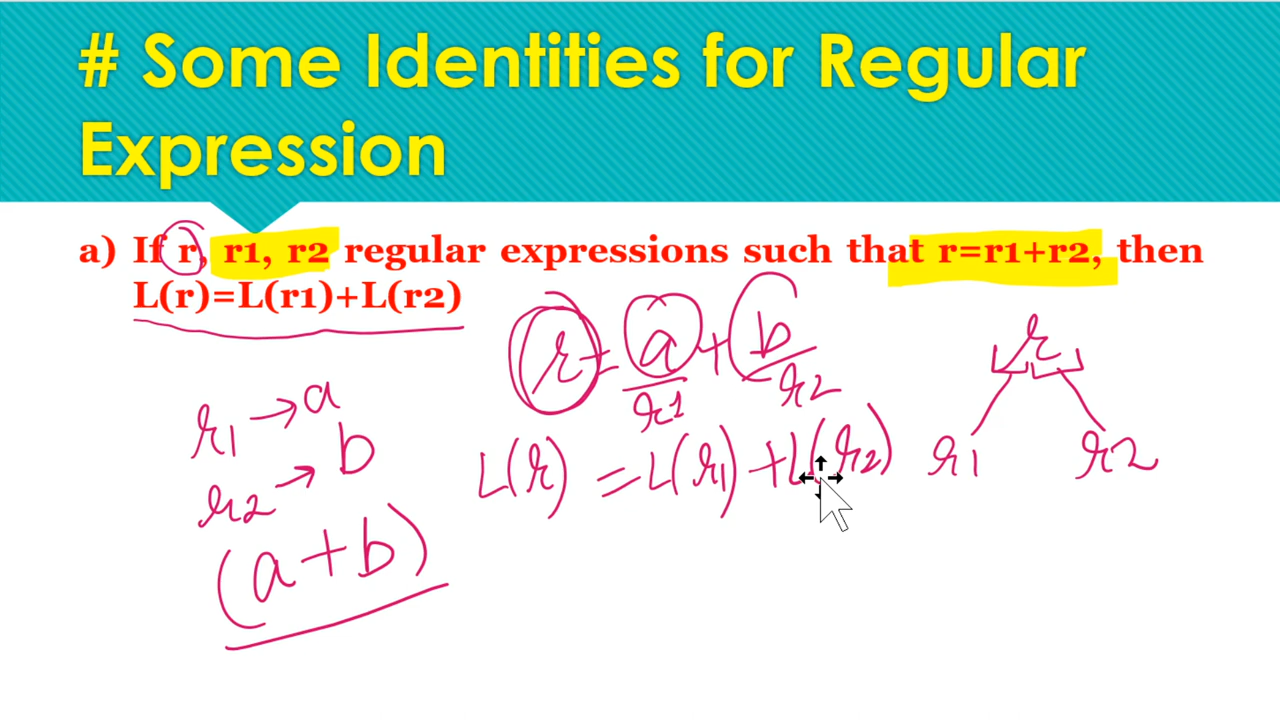 # Some Identities for Regular
Expression
a) If r, r1, r2 regular expressions such that r=r1+r2, then
L(r)=L(r1)+L(r2)
r = a + b
r1 r2
r
r1 → a
r2 → b
L(r) = L(r1) + L(r2)
r1 r2
(a+b)